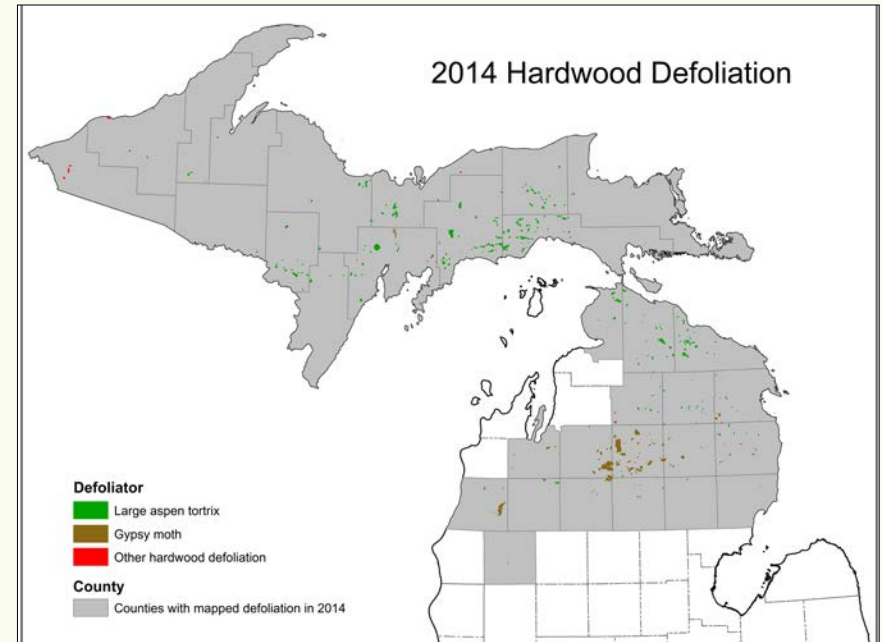 2014 Hardwood Defoliation
Defoliator
Large aspen tortrix
Gypsy moth
Other hardwood defoliation
County
Counties with mapped defoliation in 2014